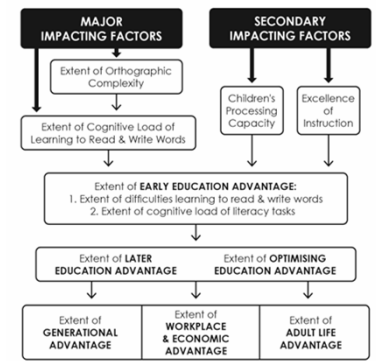 MAJOR
IMPACTING FACTORS
SECONDARY
IMPACTING FACTORS
Extent of Orthographic
Complexity
Extent of Cognitive Load of
Learning to Read & Write Words
Children's
Processing
Capacity
Excellence
of
Instruction
Extent of EARLY EDUCATION ADVANTAGE:
1. Extent of difficulties learning to read & write words
2. Extent of cognitive load of literacy tasks
Extent of LATER
EDUCATION ADVANTAGE
Extent of OPTIMISING
EDUCATION ADVANTAGE
Extent of
GENERATIONAL
ADVANTAGE
Extent of
WORKPLACE
& ECONOMIC
ADVANTAGE
Extent of
ADULT LIFE
ADVANTAGE